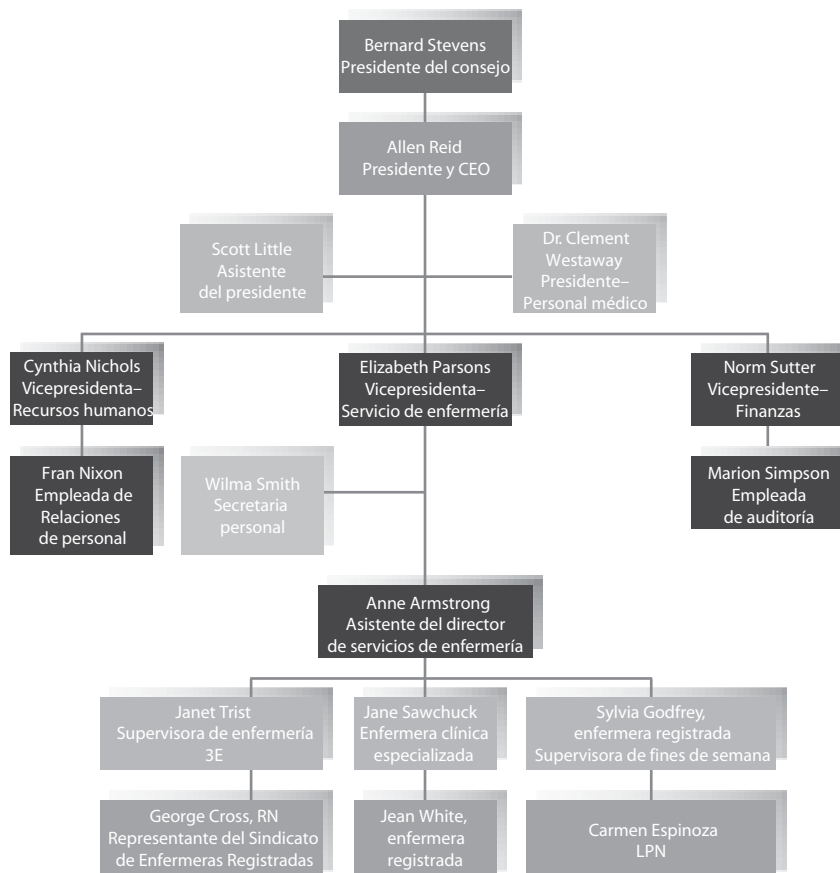 Bernard Stevens
Presidente del consejo
Allen Reid
Presidente y CEO
Scott Little
Asistente
del presidente
Dr. Clement
Westaway
Presidente–
Personal médico
Cynthia Nichols
Vicepresidenta–
Recursos humanos
Elizabeth Parsons
Vicepresidenta–
Servicio de enfermería
Norm Sutter
Vicepresidente–
Finanzas
Fran Nixon
Empleada de
Relaciones
de personal
Wilma Smith
Secretaria
personal
Marion Simpson
Empleada
de auditoría
Anne Armstrong
Asistente del director
de servicios de enfermería
Janet Trist
Supervisora de enfermería
3E
Jane Sawchuck
Enfermera clínica
especializada
Sylvia Godfrey,
enfermera registrada
Supervisora de fines de semana
George Cross, RN
Representante del Sindicato
de Enfermeras Registradas
Jean White,
enfermera
registrada
Carmen Espinoza
LPN